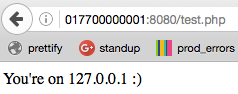 017700000001:8080/test.php
prettify standup prod_errors
You're on 127.0.0.1 :)